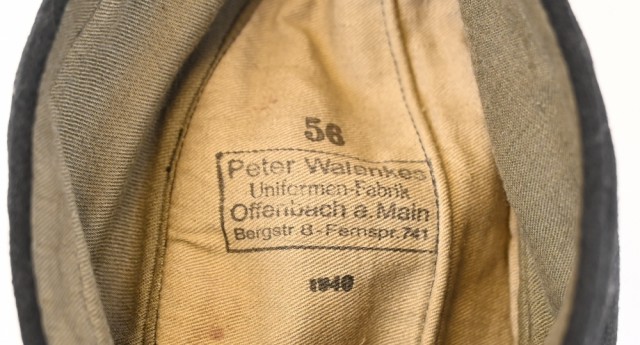 56
Peter Walenkes
Uniformen-Fabrik
Offenbach a. Main
Bergstr 8 - Fernspr. 741
1940